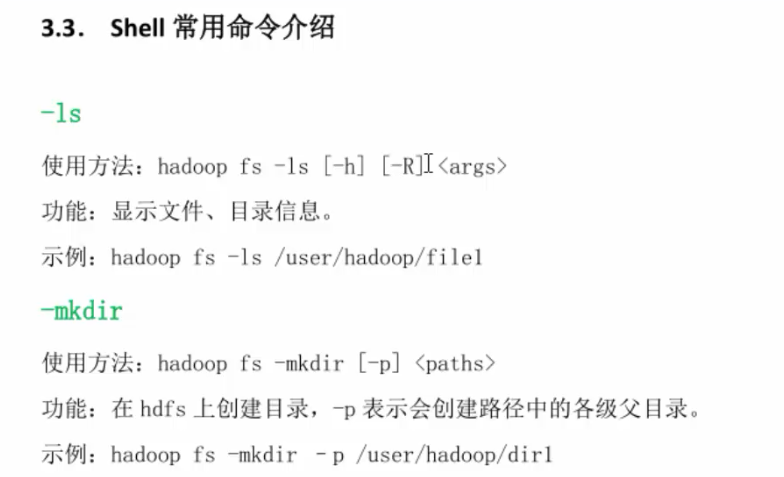 3.3. Shell 常用命令介绍
-ls
使用方法：hadoop fs -ls [-h] [-R] <args>
功能：显示文件、目录信息。
示例：hadoop fs -ls /user/hadoop/file1
-mkdir
使用方法：hadoop fs -mkdir [-p] <paths>
功能：在 hdfs 上创建目录，-p 表示会创建路径中的各级父目录。
示例：hadoop fs -mkdir –p /user/hadoop/dir1